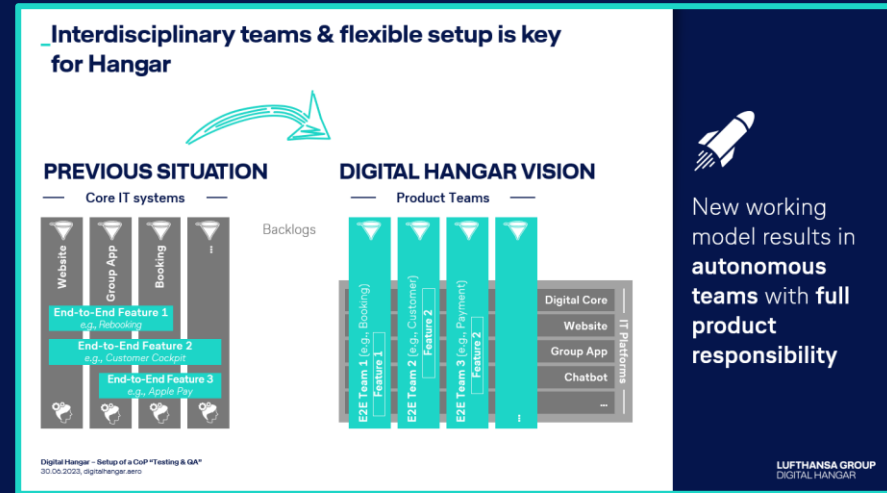 _Interdisciplinary teams & flexible setup is key
for Hangar
PREVIOUS SITUATION
Core IT systems
Website
Group App
Booking
...
End-to-End Feature 1
e.g., Rebooking
End-to-End Feature 2
e.g., Customer Cockpit
End-to-End Feature 3
e.g., Apple Pay
Backlogs
DIGITAL HANGAR VISION
Product Teams
E2E Team 1 (e.g., Booking)
Feature 1
E2E Team 2 (e.g., Customer)
Feature 2
E2E Team 3 (e.g., Payment)
Feature 2
...
Digital Core
Website
Group App
Chatbot
...
IT Platforms
New working
model results in
autonomous
teams with full
product
responsibility
Digital Hangar – Setup of a CoP “Testing & QA”
30.06.2023, digitalhangar.aero
LUFTHANSA GROUP
DIGITAL HANGAR